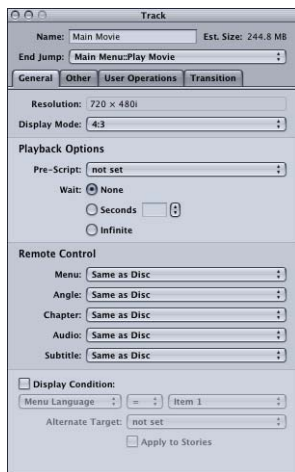 Track
Name: Main Movie Est. Size: 244.8 MB
End Jump: Main Menu::Play Movie
General Other User Operations Transition
Resolution: 720 x 480i
Display Mode: 4:3
Playback Options
Pre-Script: not set
Wait: None
Seconds
Infinite
Remote Control
Menu: Same as Disc
Angle: Same as Disc
Chapter: Same as Disc
Audio: Same as Disc
Subtitle: Same as Disc
Display Condition:
Menu Language = Item 1
Alternate Target: not set
Apply to Stories